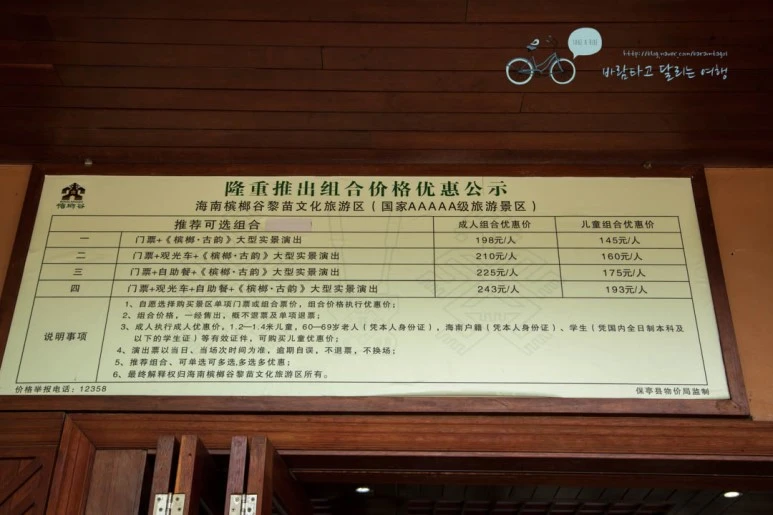 바람타고 달리는 여행
槟榔谷
隆重推出组合价格优惠公示
海南槟榔谷黎苗文化旅游区（国家AAAAA级旅游景区）
推荐可选组合 成人组合优惠价 儿童组合优惠价
一 门票+《槟榔·古韵》大型实景演出 198元/人 145元/人
二 门票+观光车+《槟榔·古韵》大型实景演出 210元/人 160元/人
三 门票+自助餐+《槟榔·古韵》大型实景演出 225元/人 175元/人
四 门票+观光车+自助餐+《槟榔·古韵》大型实景演出 243元/人 193元/人
说明事项
1、自愿选择购买景区单项门票或组合票价，组合价格执行优惠价；
2、组合价格，一经售出，概不退票及单项退票；
3、成人执行成人优惠价，1.2—1.4米儿童，60—69岁老人（凭本人身份证），海南户籍（凭本人身份证）、学生（凭国内全日制本科及
以下的学生证）等有效证件，可购买儿童优惠价；
4、演出票以当日、当场次时间为准，逾期自误，不退票，不换场；
5、推荐组合、可单选可多选,多选多优惠；
6、最终解释权归海南槟榔谷黎苗文化旅游区所有。
价格举报电话：12358 保亭县物价局监制